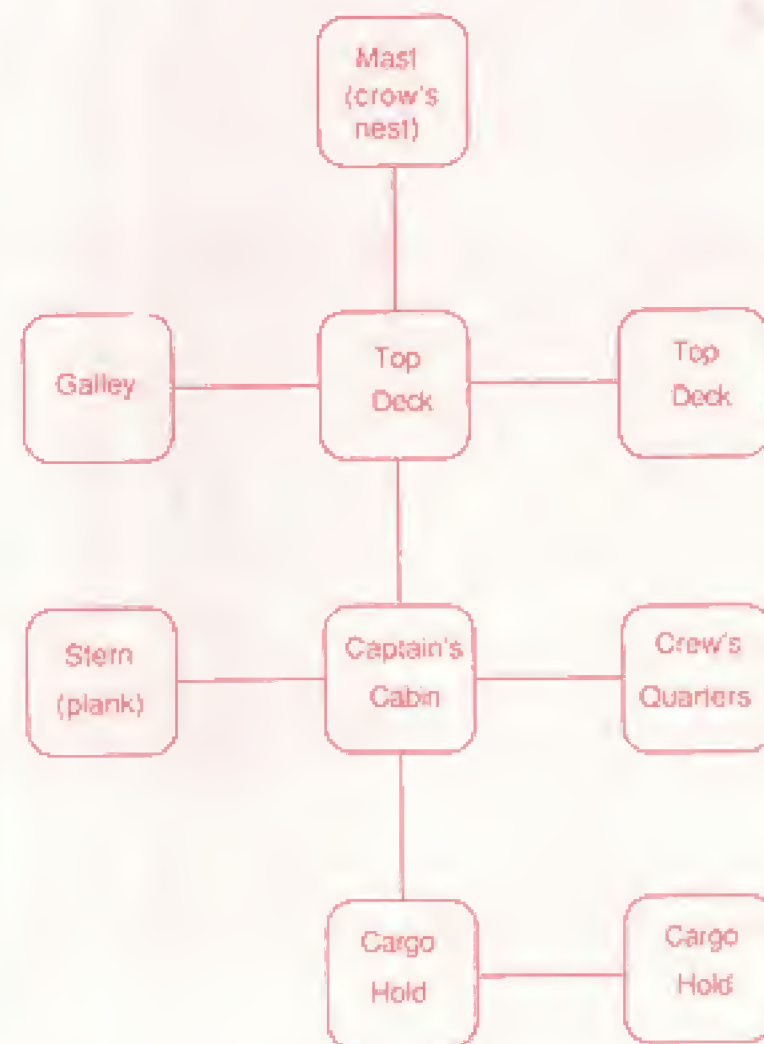 Mast
(crow's
nest)
Galley
Top
Deck
Top
Deck
Stern
(plank)
Captain's
Cabin
Crew's
Quarters
Cargo
Hold
Cargo
Hold